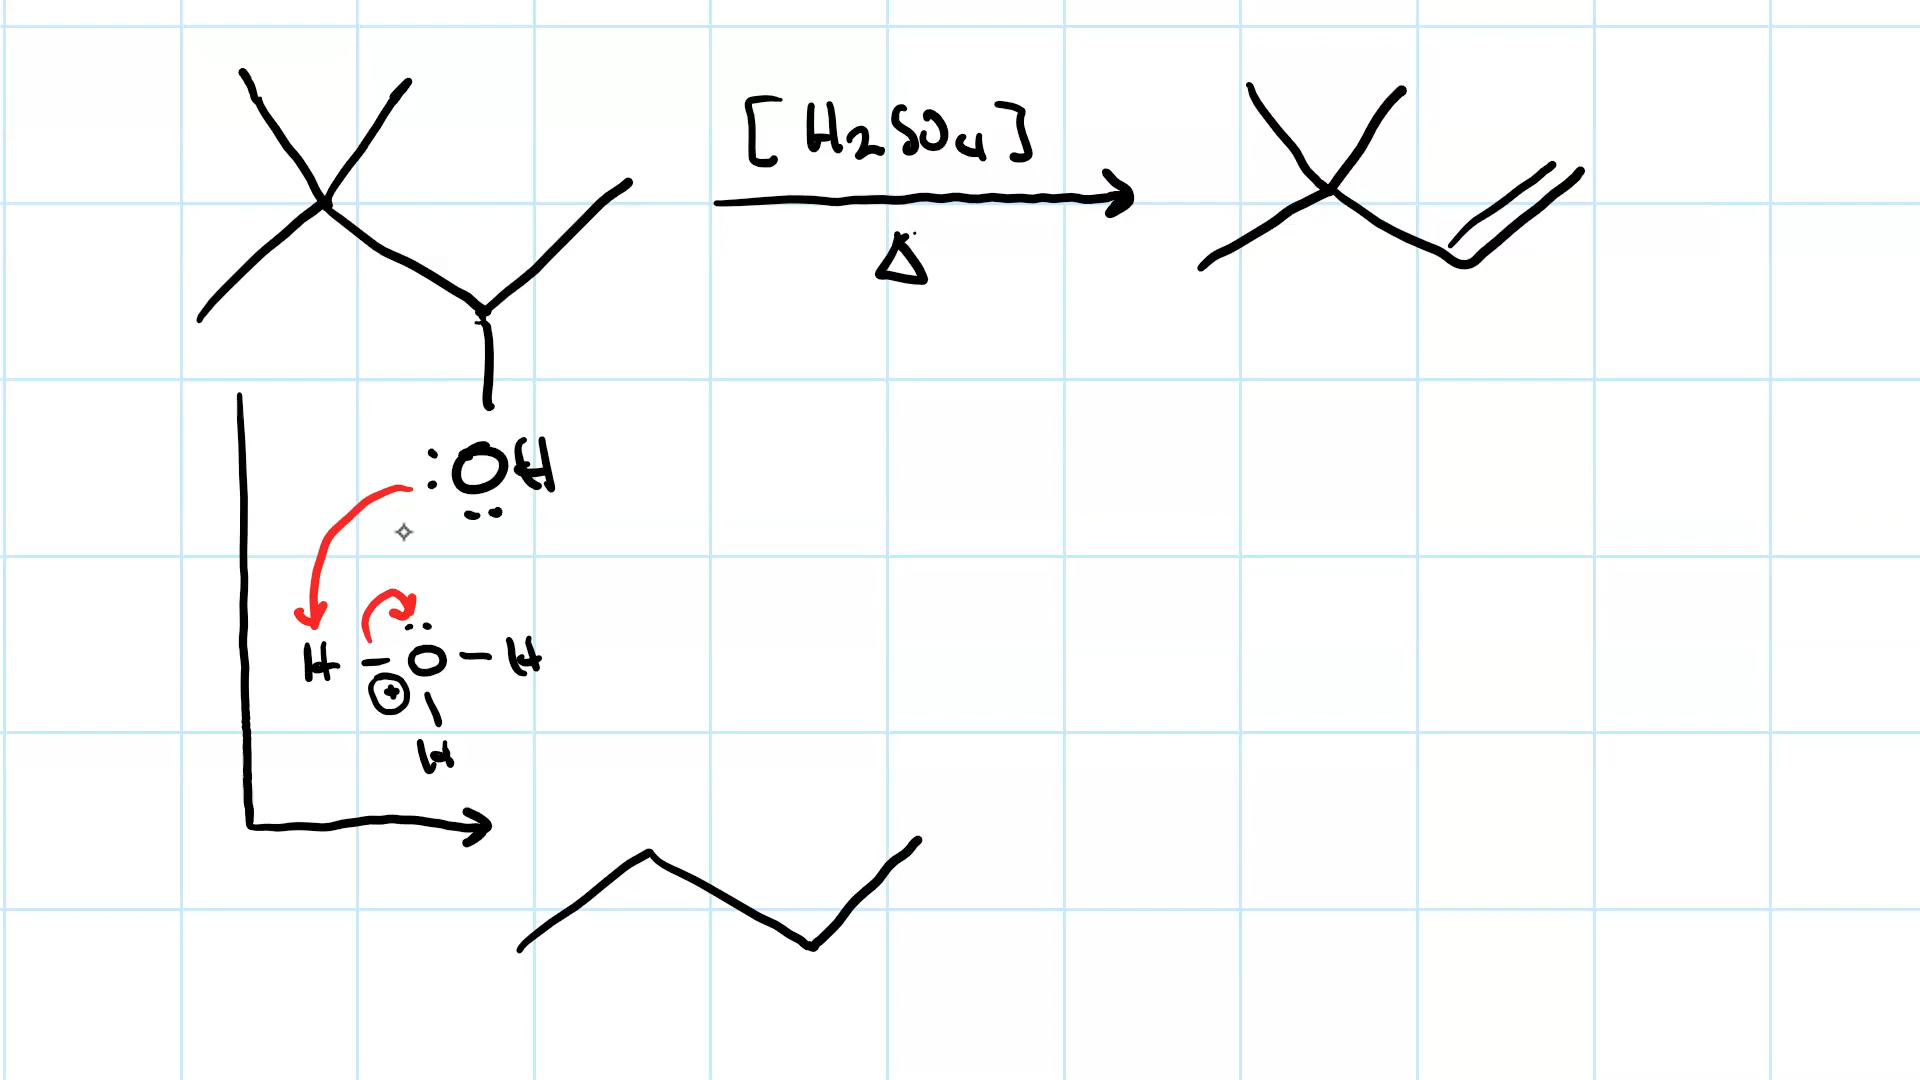 [H₂SO₄]
Δ
:OH
H - O - H
+
H